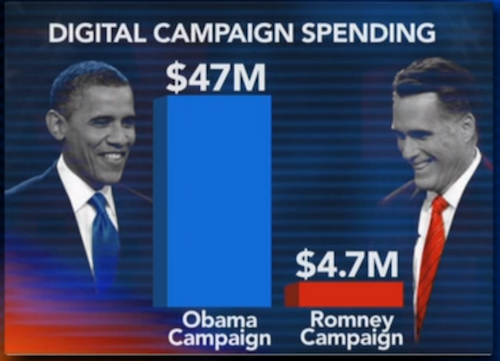 DIGITAL CAMPAIGN SPENDING
$47M
$4.7M
Obama
Campaign
Romney
Campaign